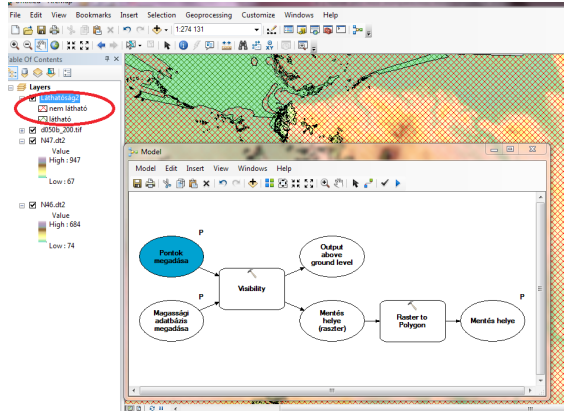 File Edit View Bookmarks Insert Selection Geoprocessing Customize Windows Help
1:274 131
able Of Contents
Layers
Láthatóság2
nem látható
látható
d050b_200.tif
N47.dt2
Value
High : 947
Low : 67
N46.dt2
Value
High : 684
Low : 74
Model
Model Edit Insert View Windows Help
P
Pontok
megadása
P
Magassági
adatbázis
megadása
Visibility
Output
above
ground level
Mentés
helye
(raszter)
Raster to
Polygon
P
Mentés helye